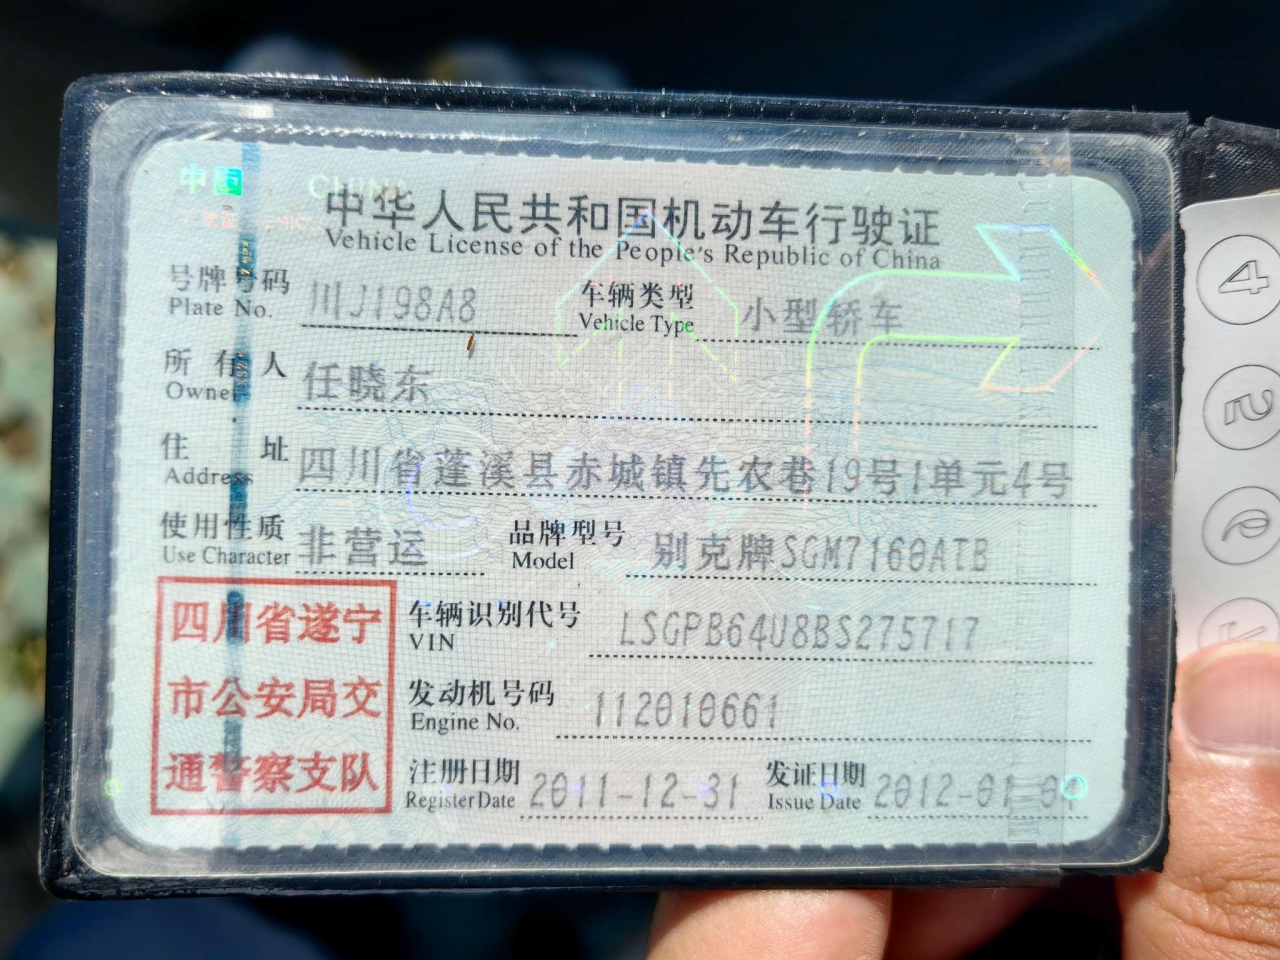 中国 CHINA
中华人民共和国机动车行驶证
Vehicle License of the People's Republic of China
号牌号码 川J198A8 车辆类型 小型轿车
Plate No. Vehicle Type
所有人 任晓东
Owner
住址 四川省蓬溪县赤城镇先农巷19号1单元4号
Address
使用性质 非营运 品牌型号 别克牌SGM7160ATB
Use Character Model
车辆识别代号 LSGPB64U8BS275717
VIN
发动机号码 112010661
Engine No.
注册日期 2011-12-31 发证日期 2012-01
Register Date Issue Date
四川省遂宁
市公安局交
通警察支队
4
2